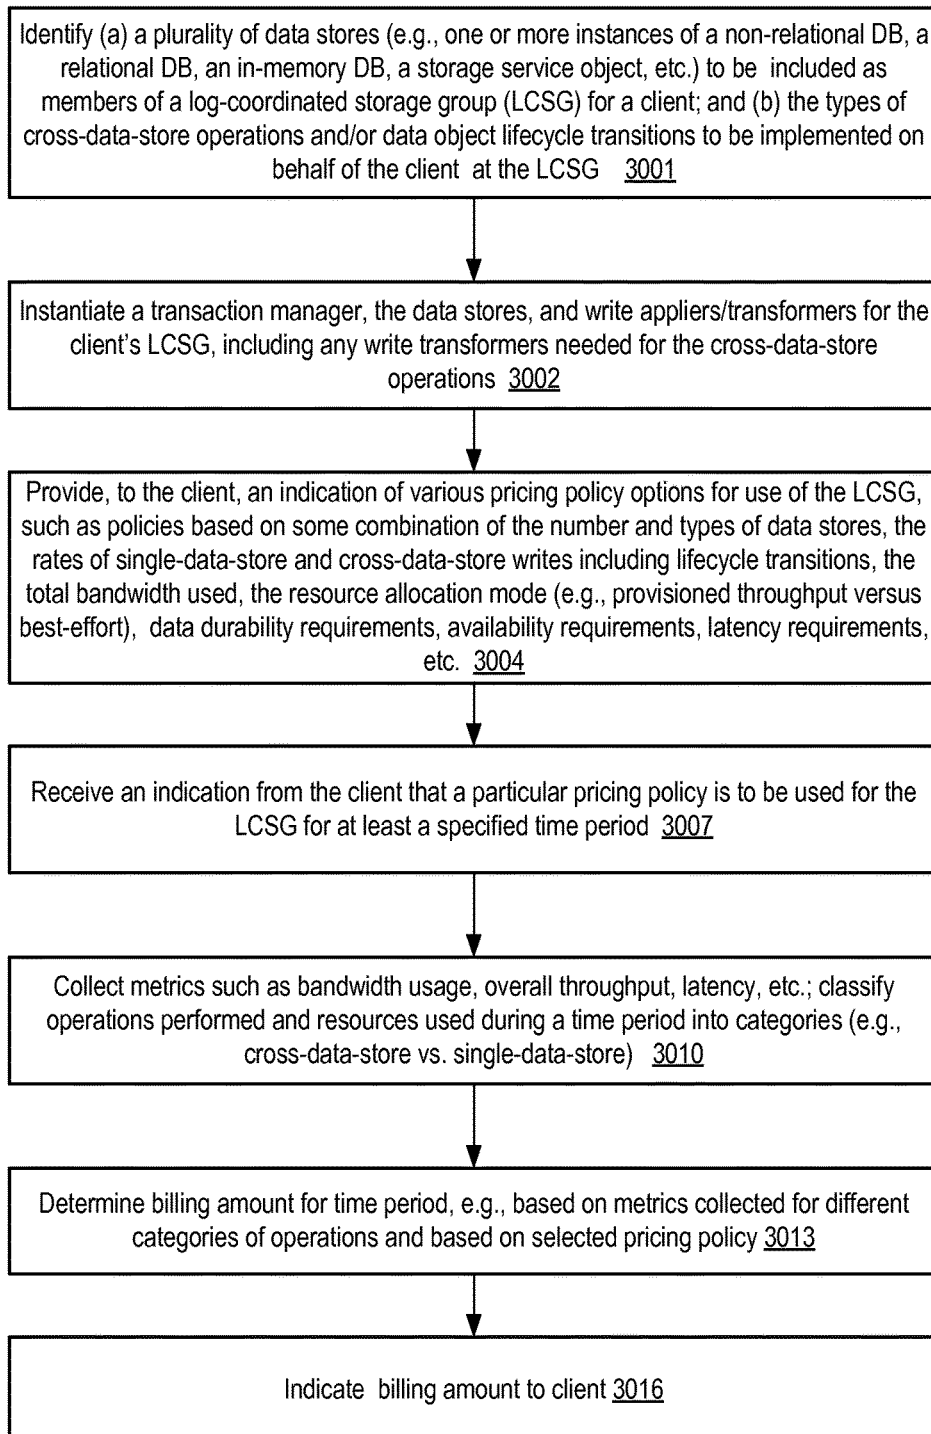 Identify (a) a plurality of data stores (e.g., one or more instances of a non-relational DB, a
relational DB, an in-memory DB, a storage service object, etc.) to be included as
members of a log-coordinated storage group (LCSG) for a client; and (b) the types of
cross-data-store operations and/or data object lifecycle transitions to be implemented on
behalf of the client at the LCSG 3001
Instantiate a transaction manager, the data stores, and write appliers/transformers for the
client's LCSG, including any write transformers needed for the cross-data-store
operations 3002
Provide, to the client, an indication of various pricing policy options for use of the LCSG,
such as policies based on some combination of the number and types of data stores, the
rates of single-data-store and cross-data-store writes including lifecycle transitions, the
total bandwidth used, the resource allocation mode (e.g., provisioned throughput versus
best-effort), data durability requirements, availability requirements, latency requirements,
etc. 3004
Receive an indication from the client that a particular pricing policy is to be used for the
LCSG for at least a specified time period 3007
Collect metrics such as bandwidth usage, overall throughput, latency, etc.; classify
operations performed and resources used during a time period into categories (e.g.,
cross-data-store vs. single-data-store) 3010
Determine billing amount for time period, e.g., based on metrics collected for different
categories of operations and based on selected pricing policy 3013
Indicate billing amount to client 3016